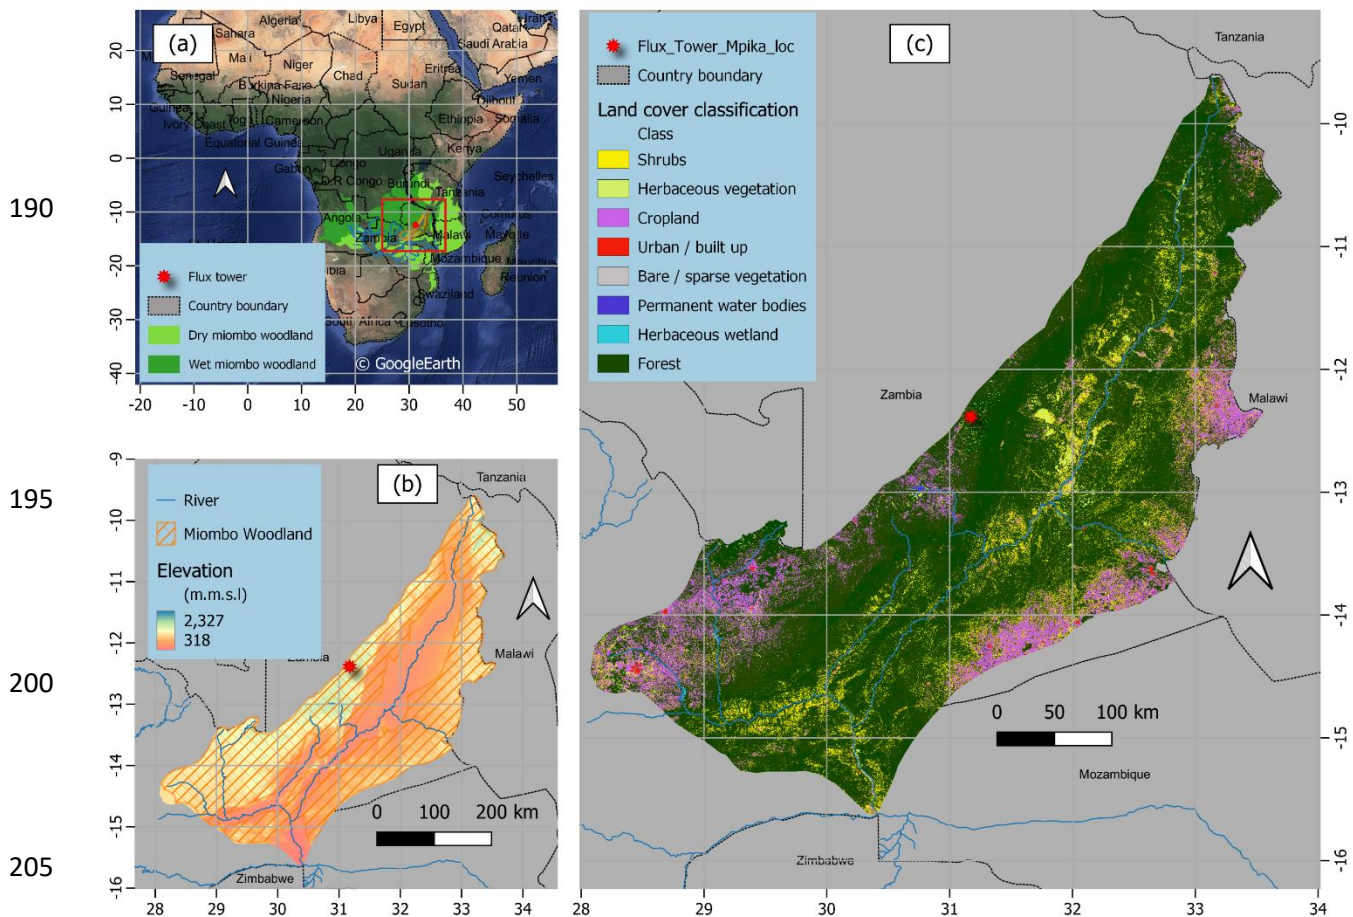 190
195
200
205
(a)
20
10
0
-10
-20
-30
-40
-20 -10 0 10 20 30 40 50
Algeria
Libya
Egypt
Iran
Qatar
Sahara
Saudi Arabia
Mali
Niger
Chad
Eritrea
Yemen
Senegal
Burkina Faso
Sudan
Djibouti
Guinea
Nigeria
Ivory Coast
Togo
Cameroon
Ethiopia
Somalia
Equatorial Guinea
Uganda
Kenya
Gabon
Congo
D.R Congo
Burundi
Seychelles
Tanzania
Angola
Comoros
Zambia
Malawi
Mayotte
Mozambique
Mauritius
Reunion
Swaziland
South Africa
Lesotho
Flux tower
Country boundary
Dry miombo woodland
Wet miombo woodland
© GoogleEarth
(b)
-9
-10
-11
-12
-13
-14
-15
-16
28 29 30 31 32 33 34
River
Miombo Woodland
Elevation
(m.m.s.l)
2,327
318
Tanzania
Zambia
Malawi
Zimbabwe
0 100 200 km
(c)
Flux_Tower_Mpika_loc
Country boundary
Land cover classification
Class
Shrubs
Herbaceous vegetation
Cropland
Urban / built up
Bare / sparse vegetation
Permanent water bodies
Herbaceous wetland
Forest
Tanzania
Zambia
Malawi
Mozambique
Zimbabwe
0 50 100 km
-10
-11
-12
-13
-14
-15
-16
28 29 30 31 32 33 34